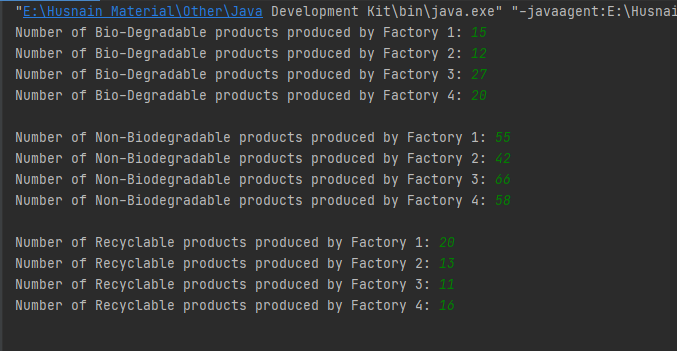 "E:\Husnain Material\Other\Java Development Kit\bin\java.exe" "-javaagent:E:\Husnai
Number of Bio-Degradable products produced by Factory 1: 15
Number of Bio-Degradable products produced by Factory 2: 12
Number of Bio-Degradable products produced by Factory 3: 27
Number of Bio-Degradable products produced by Factory 4: 20
Number of Non-Biodegradable products produced by Factory 1: 55
Number of Non-Biodegradable products produced by Factory 2: 42
Number of Non-Biodegradable products produced by Factory 3: 66
Number of Non-Biodegradable products produced by Factory 4: 58
Number of Recyclable products produced by Factory 1: 20
Number of Recyclable products produced by Factory 2: 13
Number of Recyclable products produced by Factory 3: 11
Number of Recyclable products produced by Factory 4: 16